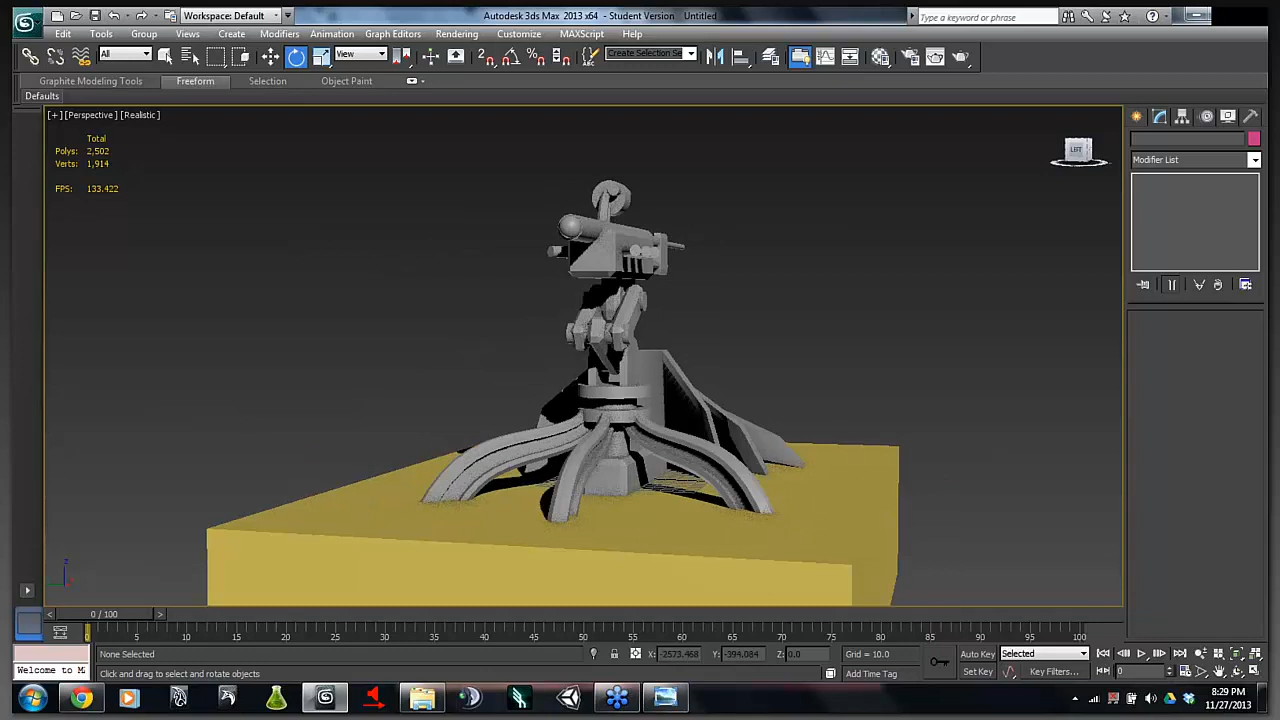 Workspace: Default
Autodesk 3ds Max 2013 x64 - Student Version
Untitled
Type a keyword or phrase
Edit
Tools
Group
Views
Create
Modifiers
Animation
Graph Editors
Rendering
Customize
MAXScript
Help
All
View
Create Selection Se
Graphite Modeling Tools
Freeform
Selection
Object Paint
Defaults
[+][Perspective][Realistic]
Total
Polys: 2,502
Verts: 1,914
FPS: 133.422
LEFT
Modifier List
0 / 100
0 5 10 15 20 25 30 35 40 45 50 55 60 65 70 75 80 85 90 95 100
None Selected
X: -2573.468
Y: -394.084
Z: 0.0
Grid = 10.0
Auto Key
Selected
Welcome to M
Click and drag to select and rotate objects
Add Time Tag
Set Key
Key Filters...
0
8:29 PM
11/27/2013